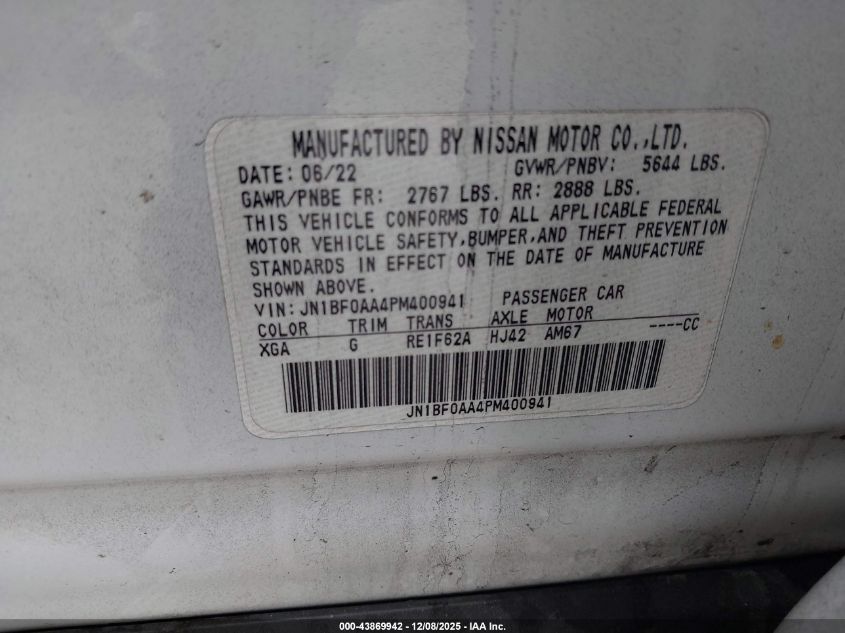 MANUFACTURED BY NISSAN MOTOR CO.,LTD.
DATE: 06/22 GVWR/PNBV: 5644 LBS.
GAWR/PNBE FR: 2767 LBS. RR: 2888 LBS.
THIS VEHICLE CONFORMS TO ALL APPLICABLE FEDERAL
MOTOR VEHICLE SAFETY,BUMPER,AND THEFT PREVENTION
STANDARDS IN EFFECT ON THE DATE OF MANUFACTURE
SHOWN ABOVE.
VIN: JN1BF0AA4PM400941 PASSENGER CAR
COLOR TRIM TRANS AXLE MOTOR
XGA G RE1F62A HJ42 AM67 ----CC
JN1BF0AA4PM400941
000-43869942 - 12/08/2025 - IAA Inc.